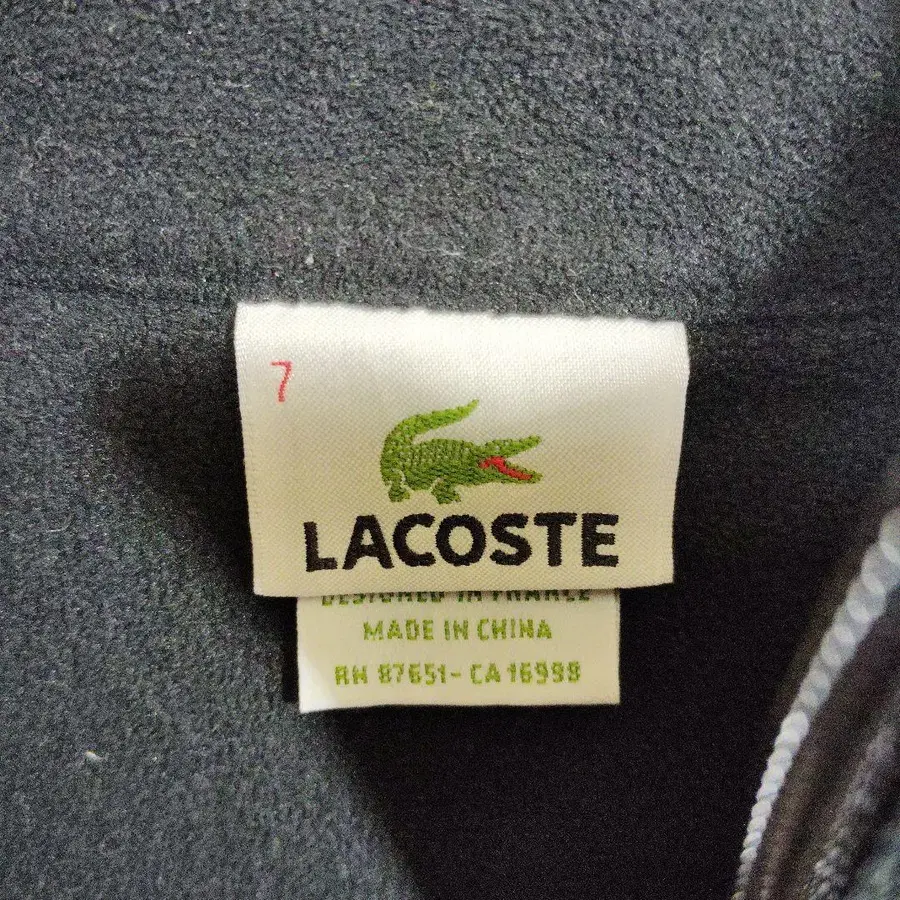 7
LACOSTE
DESIGNED IN FRANCE
MADE IN CHINA
RN 87651- CA 16998